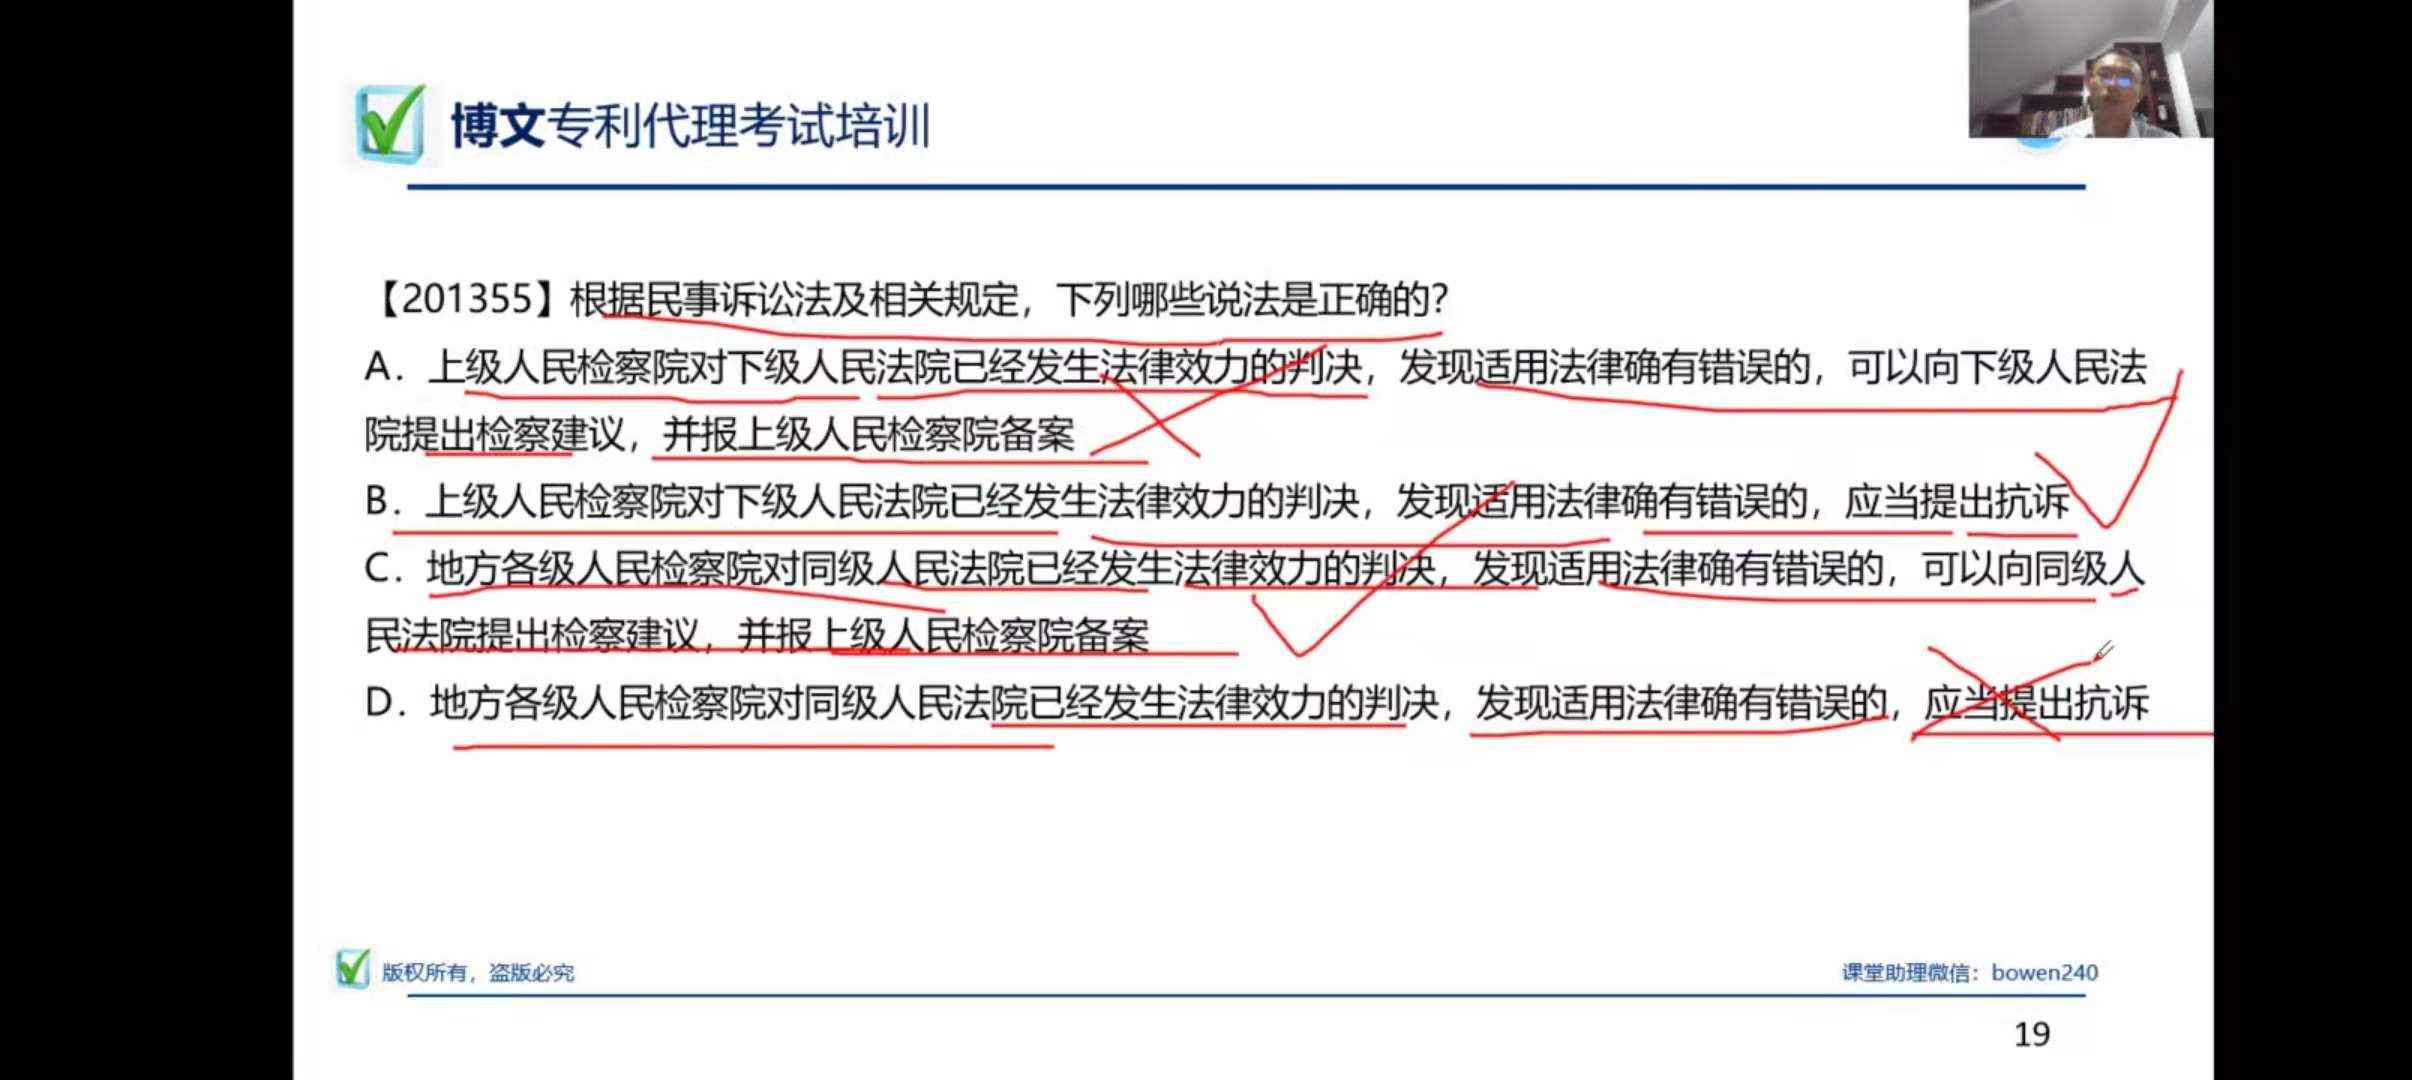 博文专利代理考试培训
【201355】根据民事诉讼法及相关规定，下列哪些说法是正确的？
A．上级人民检察院对下级人民法院已经发生法律效力的判决，发现适用法律确有错误的，可以向下级人民法
院提出检察建议，并报上级人民检察院备案
B．上级人民检察院对下级人民法院已经发生法律效力的判决，发现适用法律确有错误的，应当提出抗诉
C．地方各级人民检察院对同级人民法院已经发生法律效力的判决，发现适用法律确有错误的，可以向同级人
民法院提出检察建议，并报上级人民检察院备案
D．地方各级人民检察院对同级人民法院已经发生法律效力的判决，发现适用法律确有错误的，应当提出抗诉
版权所有，盗版必究
课堂助理微信：bowen240
19